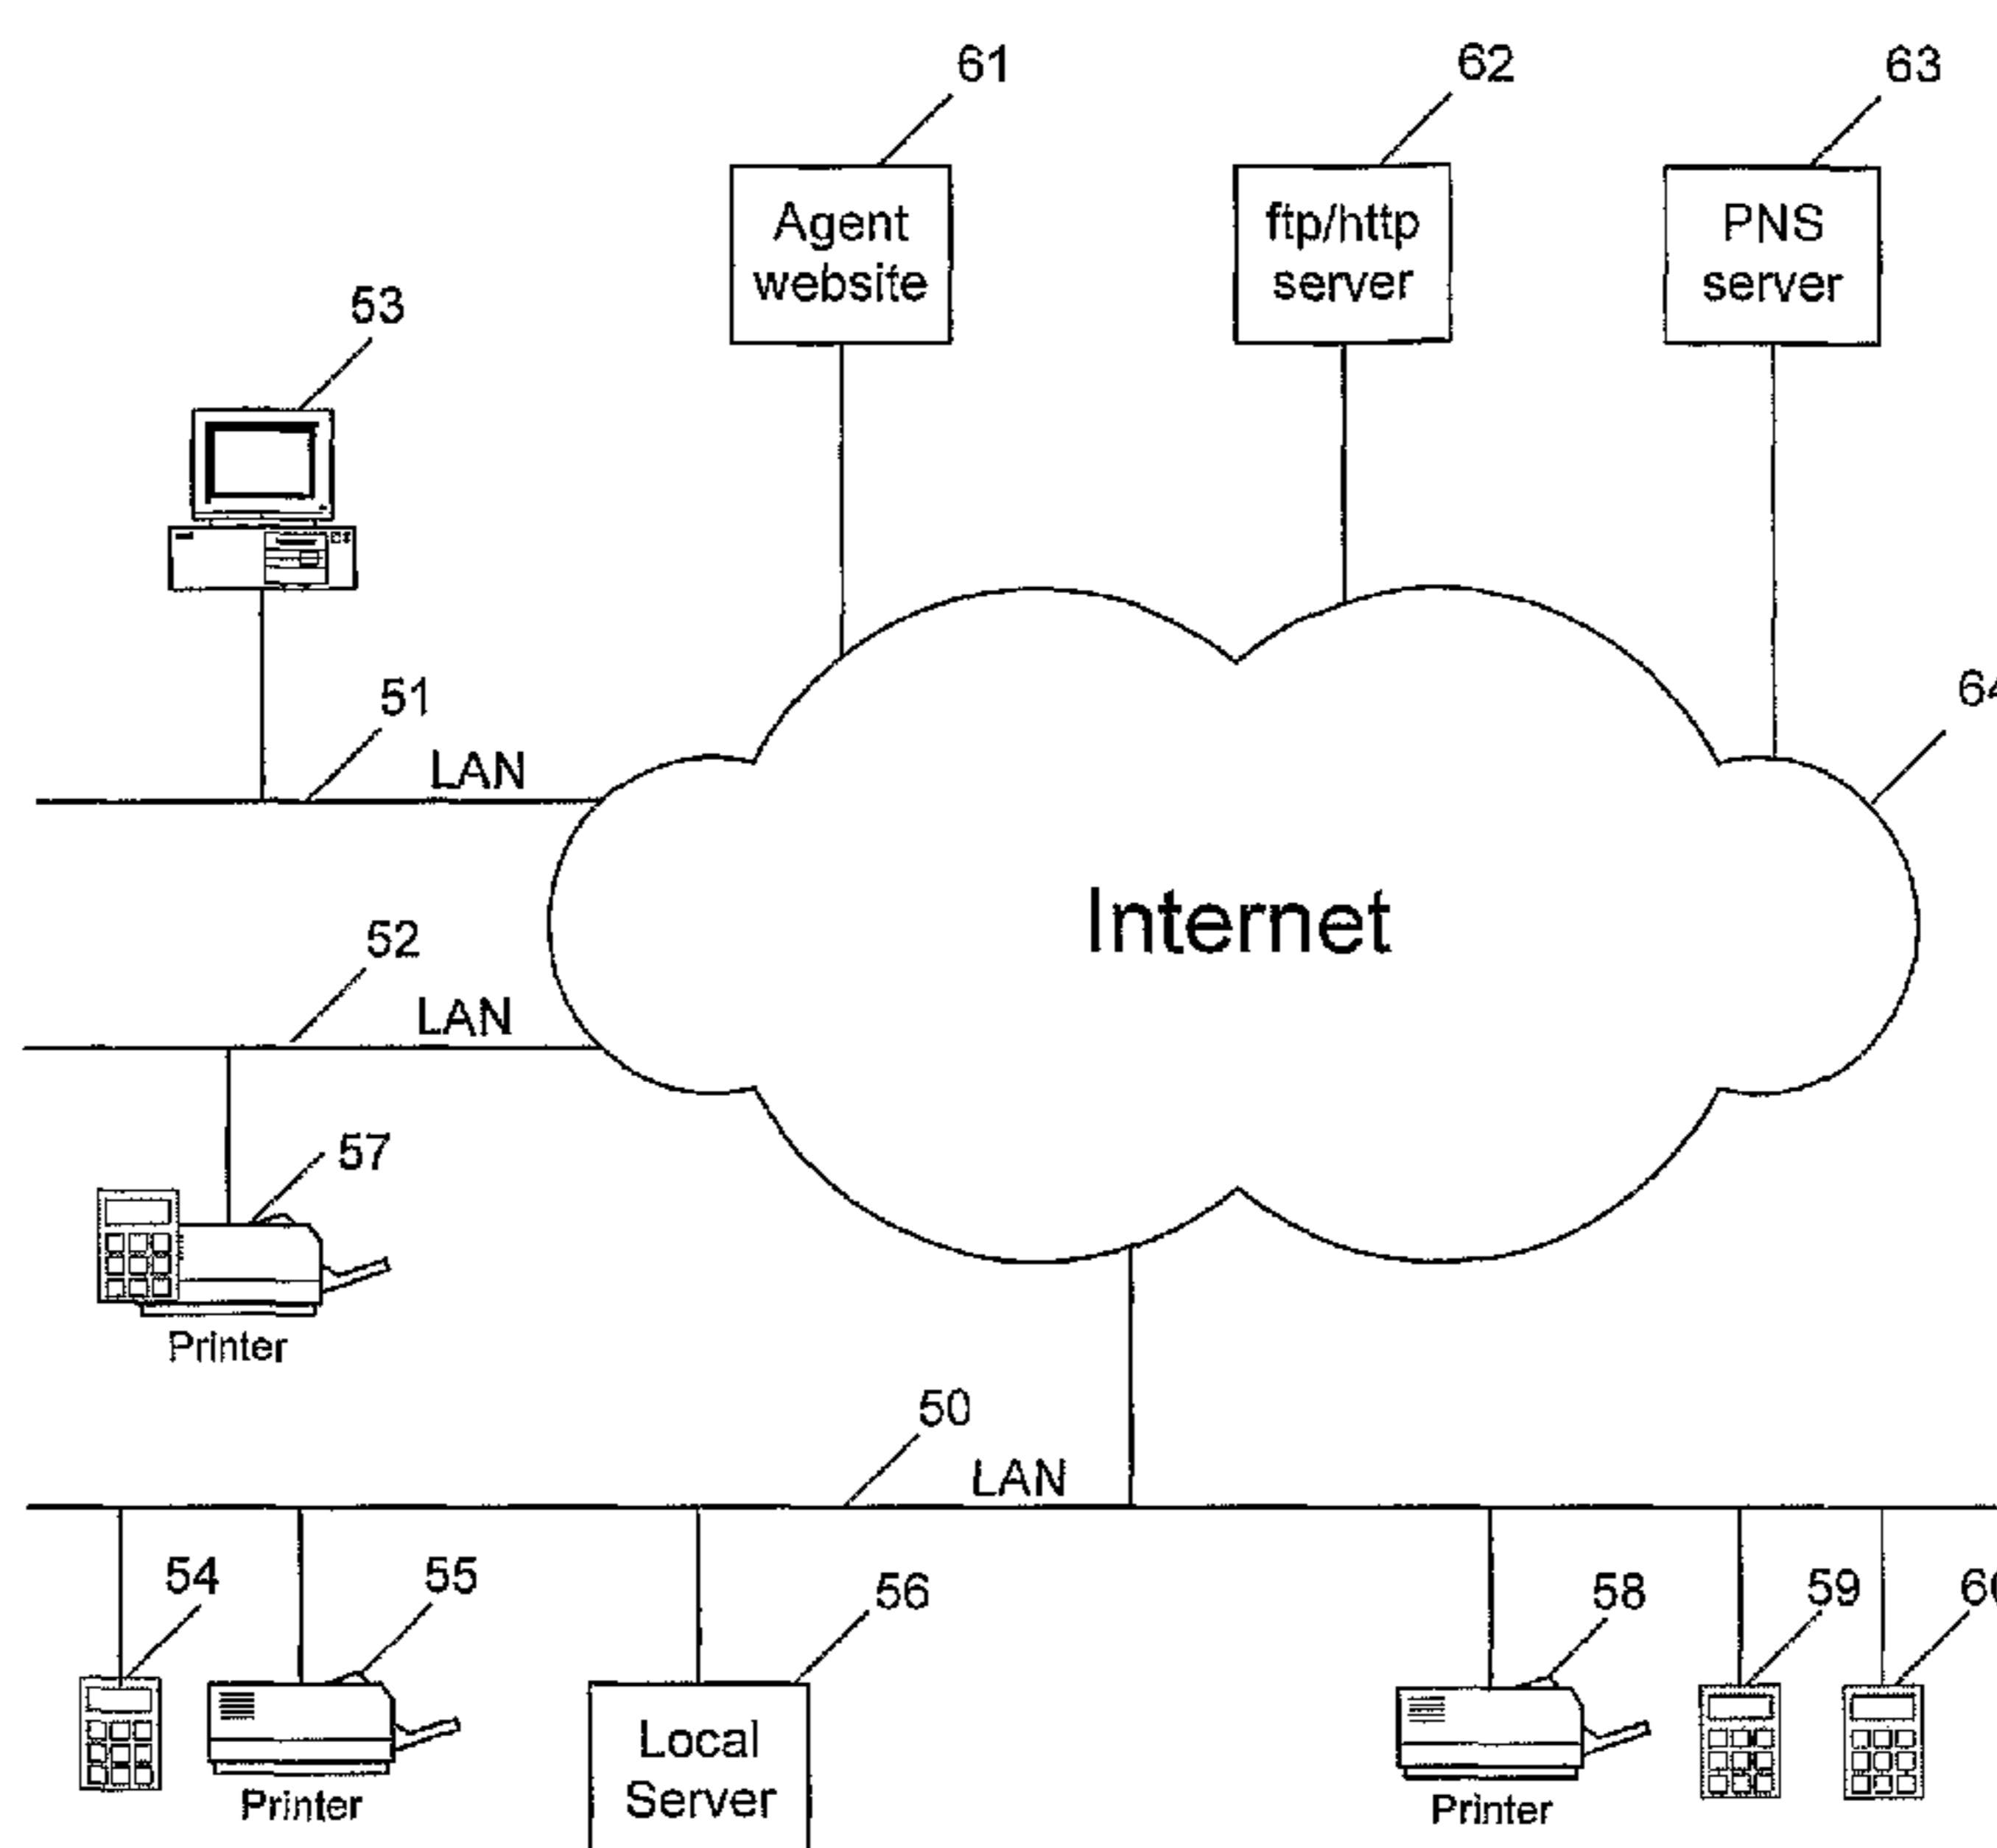 61
62
63
Agent
website
ftp/http
server
PNS
server
53
51
LAN
64
Internet
52
LAN
57
Printer
50
LAN
54
55
56
58
59
Local
Server
Printer
Printer